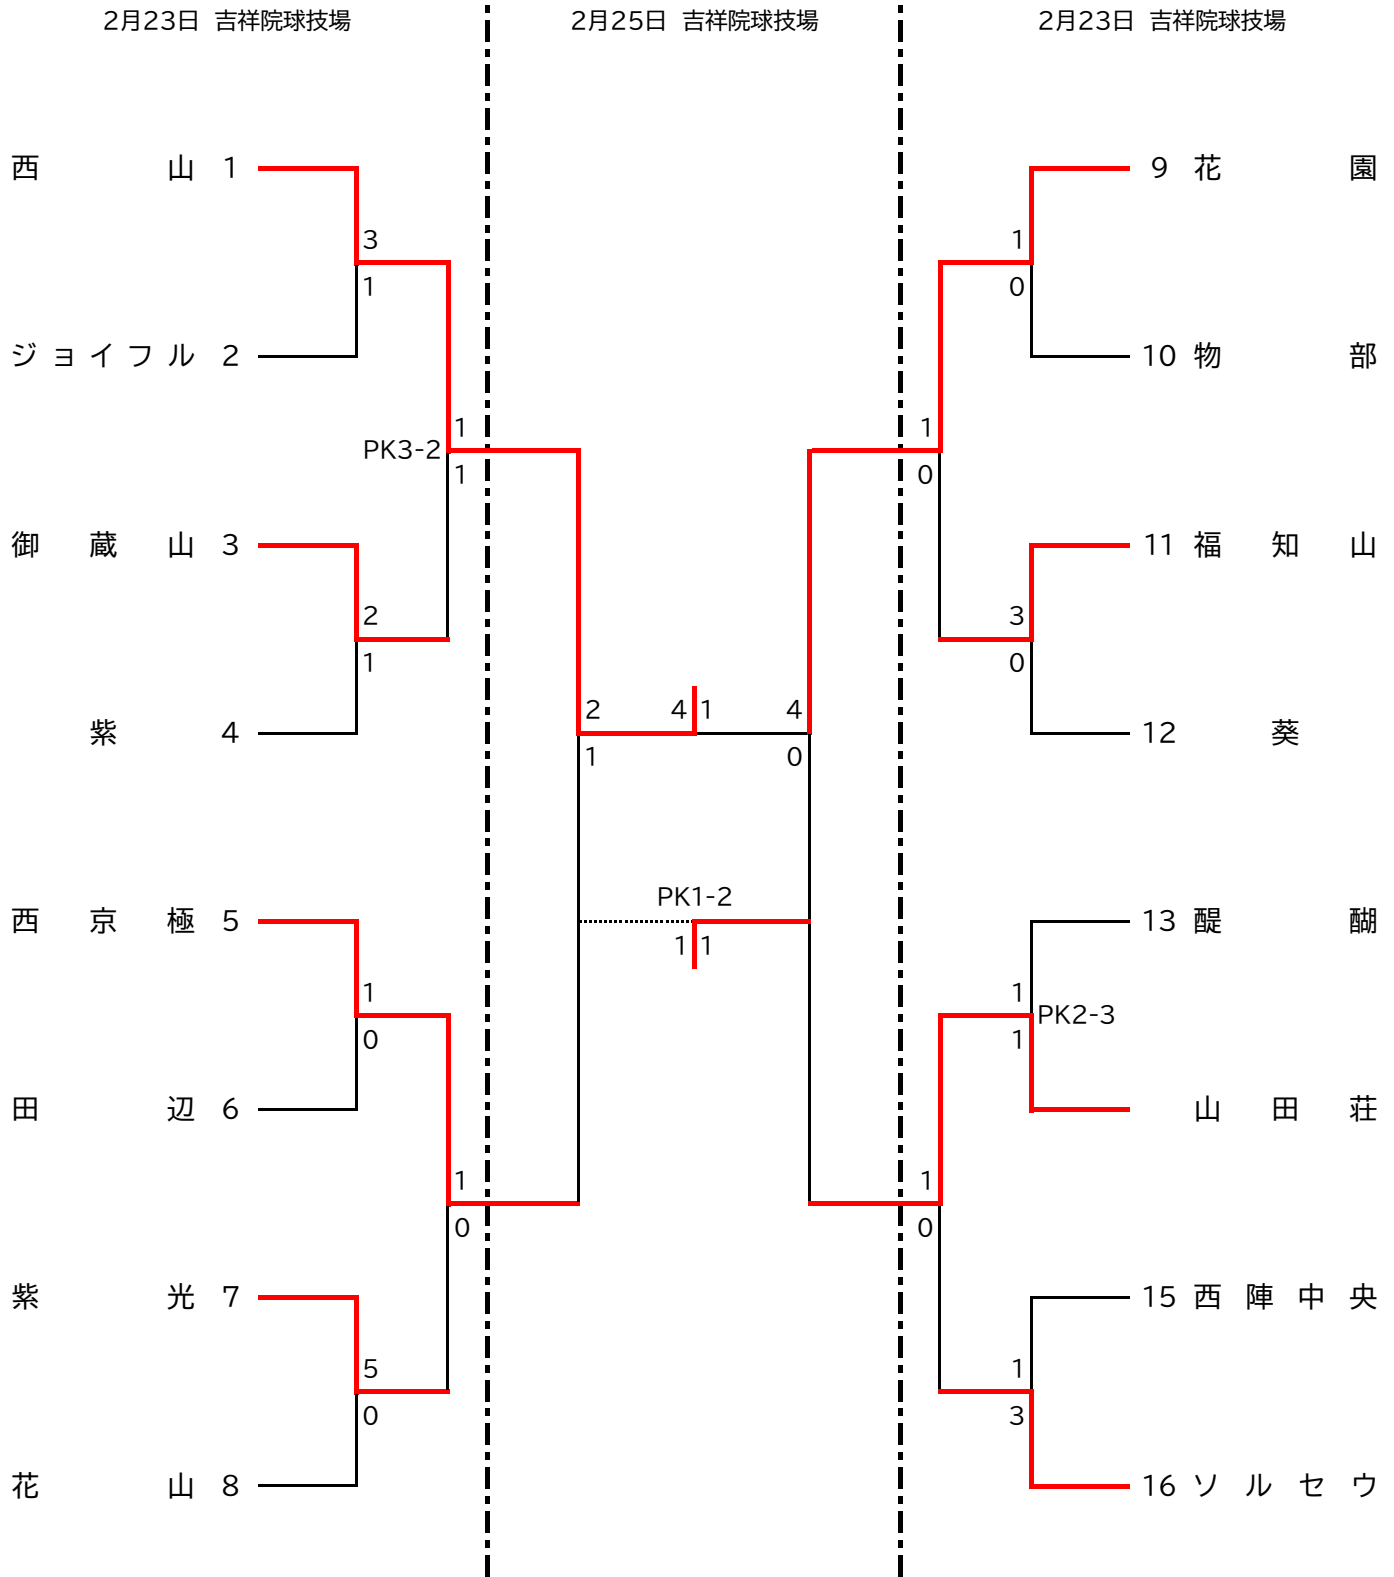 2月23日 吉祥院球技場 2月25日 吉祥院球技場 2月23日 吉祥院球技場
西山 1 9 花園
3 1
1 0
ジョイフル 2 10 物部
1 1
PK3-2
1 0
御蔵山 3 11 福知山
2 3
1 0
2 4 1 4
紫 4 12 葵
1 0
PK1-2
西京極 5 13 醍醐
1 1
1 1
PK2-3
0 1
田辺 6 山田荘
1 1
0 0
紫光 7 15 西陣中央
5 1
0 3
花山 8 16 ソルセウ